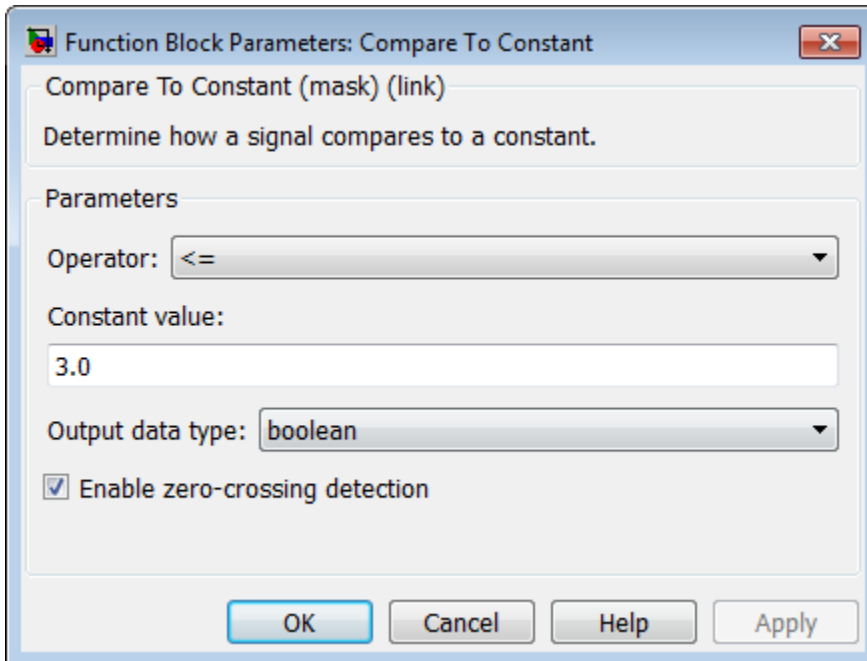 Function Block Parameters: Compare To Constant
Compare To Constant (mask) (link)
Determine how a signal compares to a constant.
Parameters
Operator: <=
Constant value:
3.0
Output data type: boolean
Enable zero-crossing detection
OK Cancel Help Apply